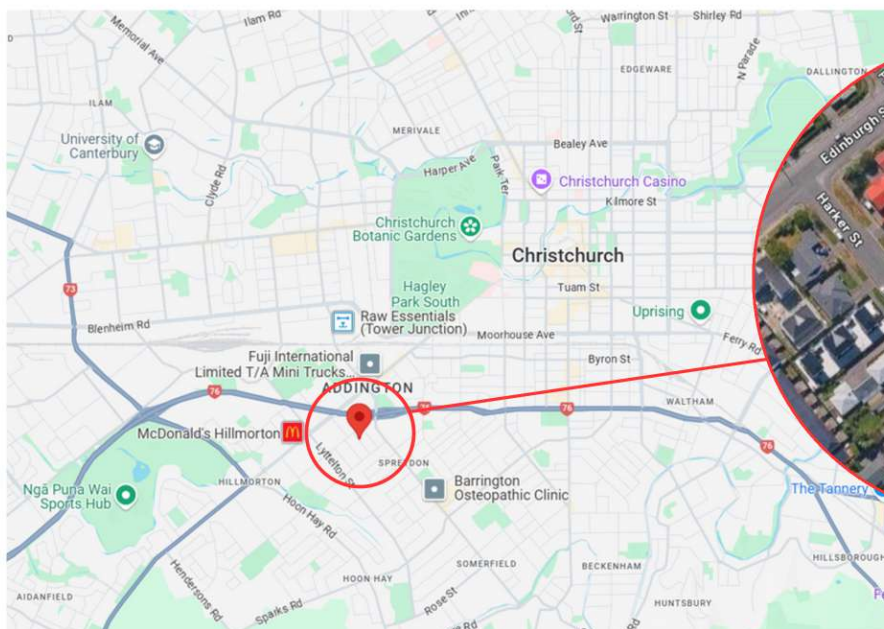 Ilam Rd
Warrington St
Shirley Rd
Memorial Ave
EDGEWARE
N Parade
DALLINGTON
ILAM
University of
Canterbury
MERIVALE
Clyde Rd
Harper Ave
Park Ter
Bealey Ave
Christchurch Casino
Kilmore St
Christchurch
Botanic Gardens
Christchurch
Hagley
Park South
Tuam St
73
Blenheim Rd
Raw Essentials
(Tower Junction)
Moorhouse Ave
Uprising
Ferry Rd
Fuji International
Limited T/A Mini Trucks...
Byron St
ADDINGTON
76
76
76
WALTHAM
76
McDonald's Hillmorton
Lyttelton St
SPREYDON
HILLMORTON
Barrington
Osteopathic Clinic
Ngā Puna Wai
Sports Hub
Hoon Hay Rd
The Tannery
HILLSBOROUGH
SOMERFIELD
BECKENHAM
Hendersons Rd
HOON HAY
AIDANFIELD
Sparks Rd
Rose St
HUNTSBURY
Edinburgh S
Harker St